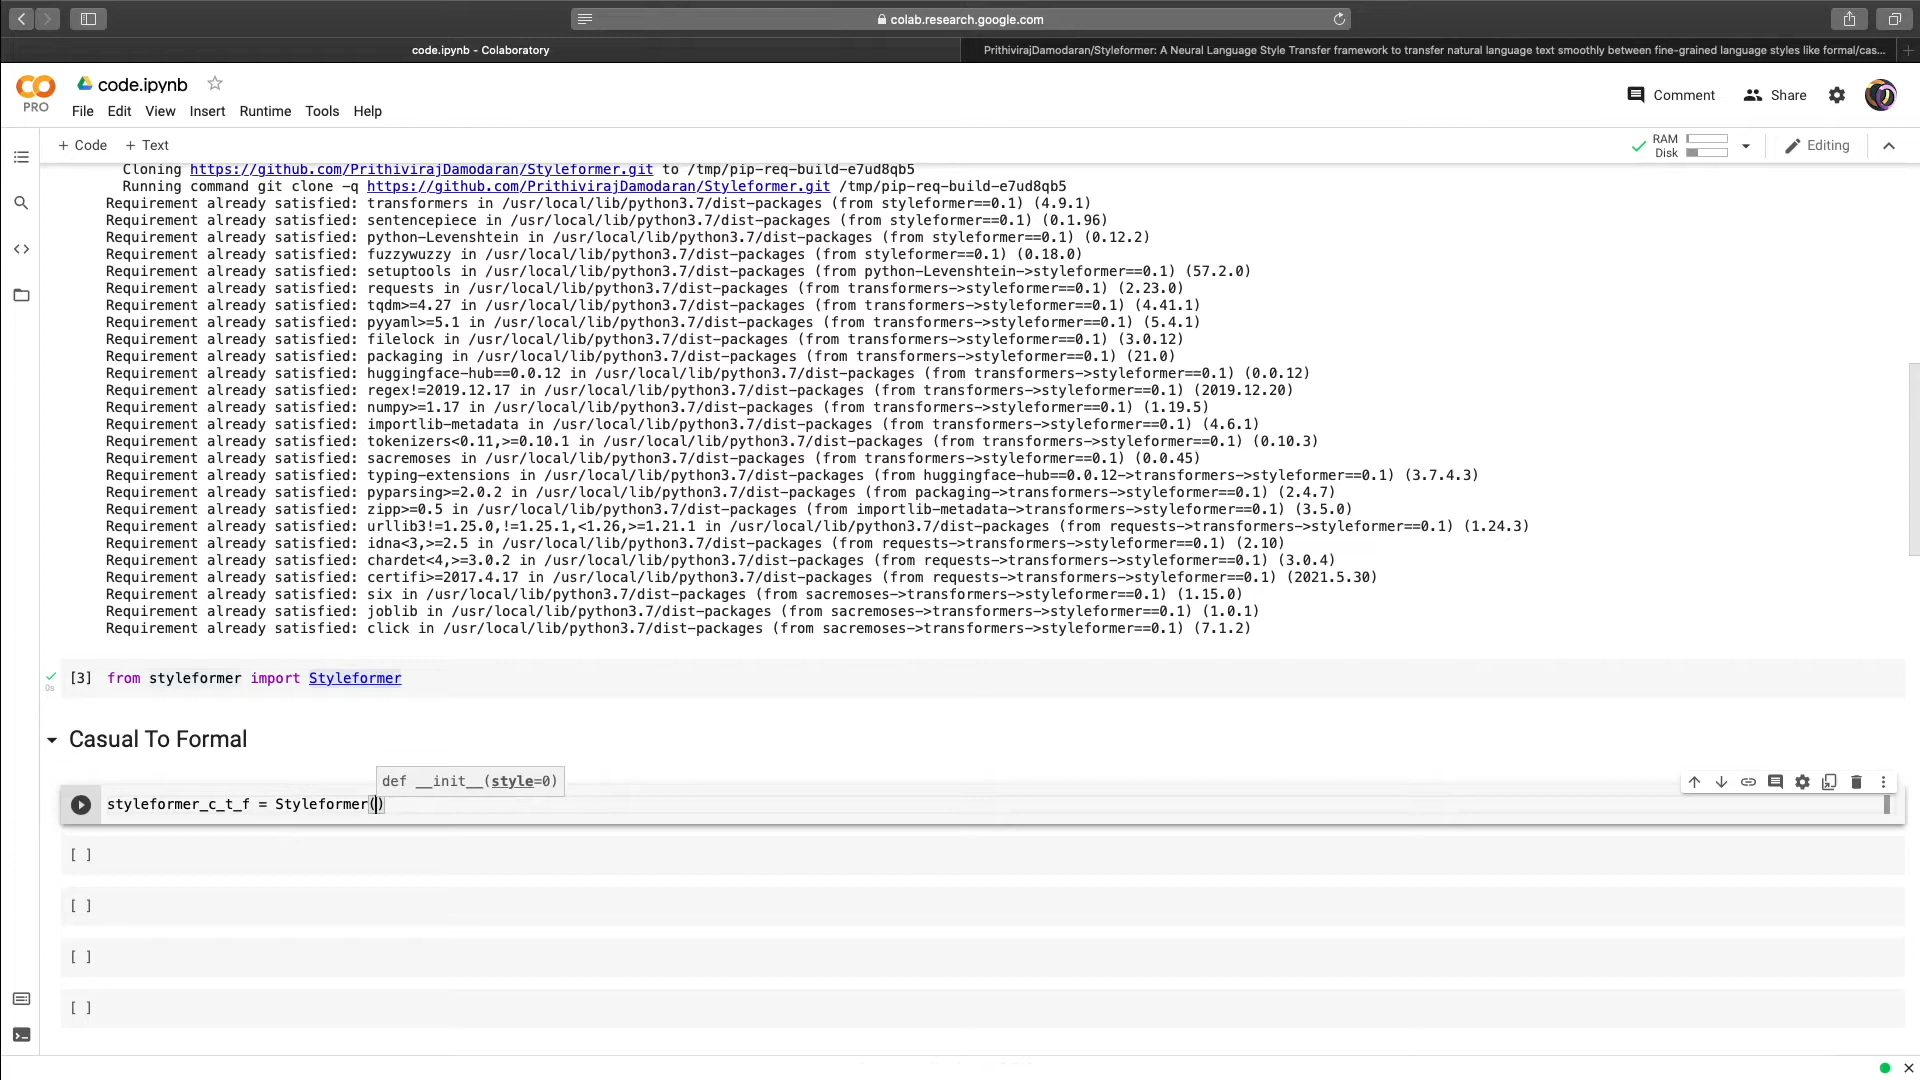 colab.research.google.com
code.ipynb - Colaboratory
PrithivirajDamodaran/Styleformer: A Neural Language Style Transfer framework to transfer natural language text smoothly between fine-grained language styles like formal/cas...
CO
PRO
code.ipynb
File Edit View Insert Runtime Tools Help
Comment Share
+ Code + Text
RAM
Disk
Editing
Cloning https://github.com/PrithivirajDamodaran/Styleformer.git to /tmp/pip-req-build-e7ud8qb5
Running command git clone -q https://github.com/PrithivirajDamodaran/Styleformer.git /tmp/pip-req-build-e7ud8qb5
Requirement already satisfied: transformers in /usr/local/lib/python3.7/dist-packages (from styleformer==0.1) (4.9.1)
Requirement already satisfied: sentencepiece in /usr/local/lib/python3.7/dist-packages (from styleformer==0.1) (0.1.96)
Requirement already satisfied: python-Levenshtein in /usr/local/lib/python3.7/dist-packages (from styleformer==0.1) (0.12.2)
Requirement already satisfied: fuzzywuzzy in /usr/local/lib/python3.7/dist-packages (from styleformer==0.1) (0.18.0)
Requirement already satisfied: setuptools in /usr/local/lib/python3.7/dist-packages (from python-Levenshtein->styleformer==0.1) (57.2.0)
Requirement already satisfied: requests in /usr/local/lib/python3.7/dist-packages (from transformers->styleformer==0.1) (2.23.0)
Requirement already satisfied: tqdm>=4.27 in /usr/local/lib/python3.7/dist-packages (from transformers->styleformer==0.1) (4.41.1)
Requirement already satisfied: pyyaml>=5.1 in /usr/local/lib/python3.7/dist-packages (from transformers->styleformer==0.1) (5.4.1)
Requirement already satisfied: filelock in /usr/local/lib/python3.7/dist-packages (from transformers->styleformer==0.1) (3.0.12)
Requirement already satisfied: packaging in /usr/local/lib/python3.7/dist-packages (from transformers->styleformer==0.1) (21.0)
Requirement already satisfied: huggingface-hub==0.0.12 in /usr/local/lib/python3.7/dist-packages (from transformers->styleformer==0.1) (0.0.12)
Requirement already satisfied: regex!=2019.12.17 in /usr/local/lib/python3.7/dist-packages (from transformers->styleformer==0.1) (2019.12.20)
Requirement already satisfied: numpy>=1.17 in /usr/local/lib/python3.7/dist-packages (from transformers->styleformer==0.1) (1.19.5)
Requirement already satisfied: importlib-metadata in /usr/local/lib/python3.7/dist-packages (from transformers->styleformer==0.1) (4.6.1)
Requirement already satisfied: tokenizers<0.11,>=0.10.1 in /usr/local/lib/python3.7/dist-packages (from transformers->styleformer==0.1) (0.10.3)
Requirement already satisfied: sacremoses in /usr/local/lib/python3.7/dist-packages (from transformers->styleformer==0.1) (0.0.45)
Requirement already satisfied: typing-extensions in /usr/local/lib/python3.7/dist-packages (from huggingface-hub==0.0.12->transformers->styleformer==0.1) (3.7.4.3)
Requirement already satisfied: pyparsing>=2.0.2 in /usr/local/lib/python3.7/dist-packages (from packaging->transformers->styleformer==0.1) (2.4.7)
Requirement already satisfied: zipp>=0.5 in /usr/local/lib/python3.7/dist-packages (from importlib-metadata->transformers->styleformer==0.1) (3.5.0)
Requirement already satisfied: urllib3!=1.25.0,!=1.25.1,<1.26,>=1.21.1 in /usr/local/lib/python3.7/dist-packages (from requests->transformers->styleformer==0.1) (1.24.3)
Requirement already satisfied: idna<3,>=2.5 in /usr/local/lib/python3.7/dist-packages (from requests->transformers->styleformer==0.1) (2.10)
Requirement already satisfied: chardet<4,>=3.0.2 in /usr/local/lib/python3.7/dist-packages (from requests->transformers->styleformer==0.1) (3.0.4)
Requirement already satisfied: certifi>=2017.4.17 in /usr/local/lib/python3.7/dist-packages (from requests->transformers->styleformer==0.1) (2021.5.30)
Requirement already satisfied: six in /usr/local/lib/python3.7/dist-packages (from sacremoses->transformers->styleformer==0.1) (1.15.0)
Requirement already satisfied: joblib in /usr/local/lib/python3.7/dist-packages (from sacremoses->transformers->styleformer==0.1) (1.0.1)
Requirement already satisfied: click in /usr/local/lib/python3.7/dist-packages (from sacremoses->transformers->styleformer==0.1) (7.1.2)
[3] from styleformer import Styleformer
0s
Casual To Formal
def __init__(style=0)
styleformer_c_t_f = Styleformer()
[ ]
[ ]
[ ]
[ ]